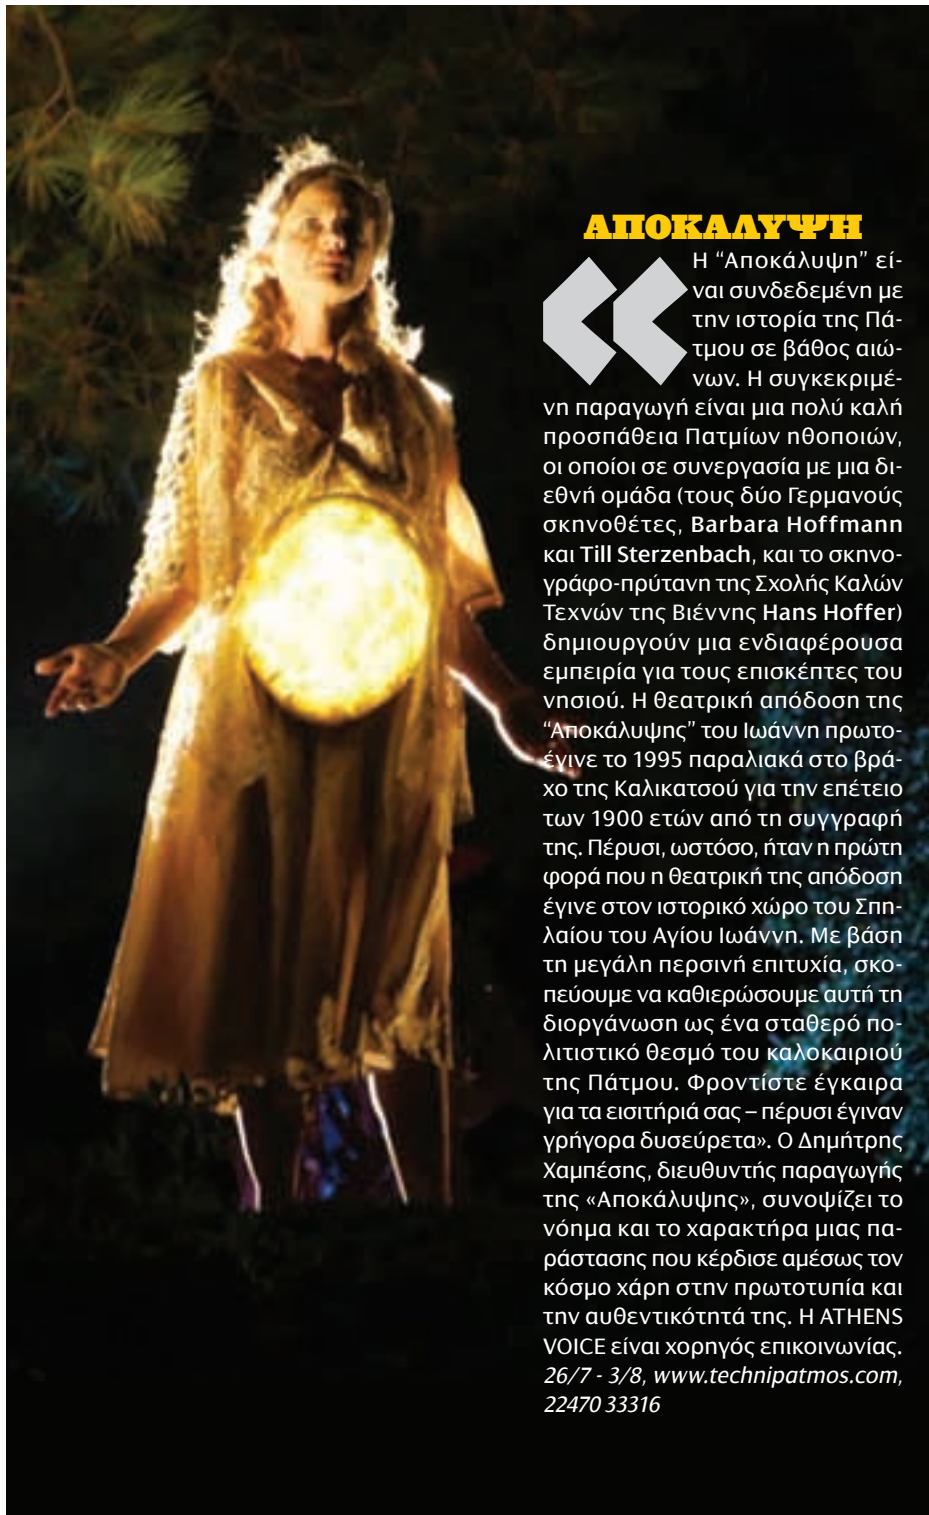 ΑΠΟΚΑΛΥΨΗ
«Η “Αποκάλυψη” εί-
ναι συνδεδεμένη με
την ιστορία της Πά-
τμου σε βάθος αιώ-
νων. Η συγκεκριμέ-
νη παραγωγή είναι μια πολύ καλή
προσπάθεια Πατμίων ηθοποιών,
οι οποίοι σε συνεργασία με μια δι-
εθνή ομάδα (τους δύο Γερμανούς
σκηνοθέτες, Barbara Hoffmann
και Till Sterzenbach, και το σκηνο-
γράφο-πρύτανη της Σχολής Καλών
Τεχνών της Βιέννης Hans Hoffer)
δημιουργούν μια ενδιαφέρουσα
εμπειρία για τους επισκέπτες του
νησιού. Η θεατρική απόδοση της
“Αποκάλυψης” του Ιωάννη πρωτο-
έγινε το 1995 παραλιακά στο βρά-
χο της Καλικατσού για την επέτειο
των 1900 ετών από τη συγγραφή
της. Πέρυσι, ωστόσο, ήταν η πρώτη
φορά που η θεατρική της απόδοση
έγινε στον ιστορικό χώρο του Σπη-
λαίου του Αγίου Ιωάννη. Με βάση
τη μεγάλη περσινή επιτυχία, σκο-
πεύουμε να καθιερώσουμε αυτή τη
διοργάνωση ως ένα σταθερό πο-
λιτιστικό θεσμό του καλοκαιριού
της Πάτμου. Φροντίστε έγκαιρα
για τα εισιτήριά σας – πέρυσι έγιναν
γρήγορα δυσεύρετα». Ο Δημήτρης
Χαμπέσης, διευθυντής παραγωγής
της «Αποκάλυψης», συνοψίζει το
νόημα και το χαρακτήρα μιας πα-
ράστασης που κέρδισε αμέσως τον
κόσμο χάρη στην πρωτοτυπία και
την αυθεντικότητά της. Η ATHENS
VOICE είναι χορηγός επικοινωνίας.
26/7 - 3/8, www.technipatmos.com,
22470 33316